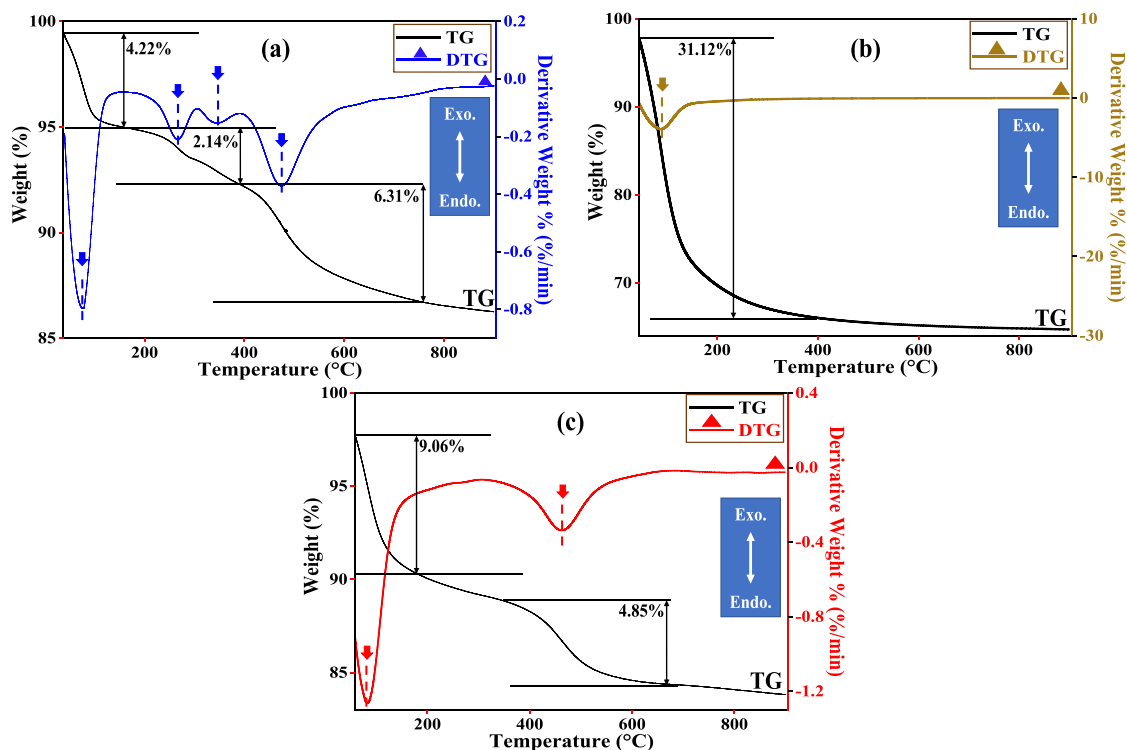 (a)
TG
DTG
4.22%
2.14%
6.31%
Exo.
Endo.
TG
100
95
90
85
Weight (%)
0.2
0.0
-0.2
-0.4
-0.6
-0.8
Derivative Weight % (%/min)
200
400
600
800
Temperature (°C)
(b)
TG
DTG
31.12%
Exo.
Endo.
TG
100
90
80
70
Weight (%)
10
0
-10
-20
-30
Derivative Weight % (%/min)
200
400
600
800
Temperature (°C)
(c)
TG
DTG
9.06%
4.85%
Exo.
Endo.
TG
100
95
90
85
Weight (%)
0.4
0.0
-0.4
-0.8
-1.2
Derivative Weight % (%/min)
200
400
600
800
Temperature (°C)